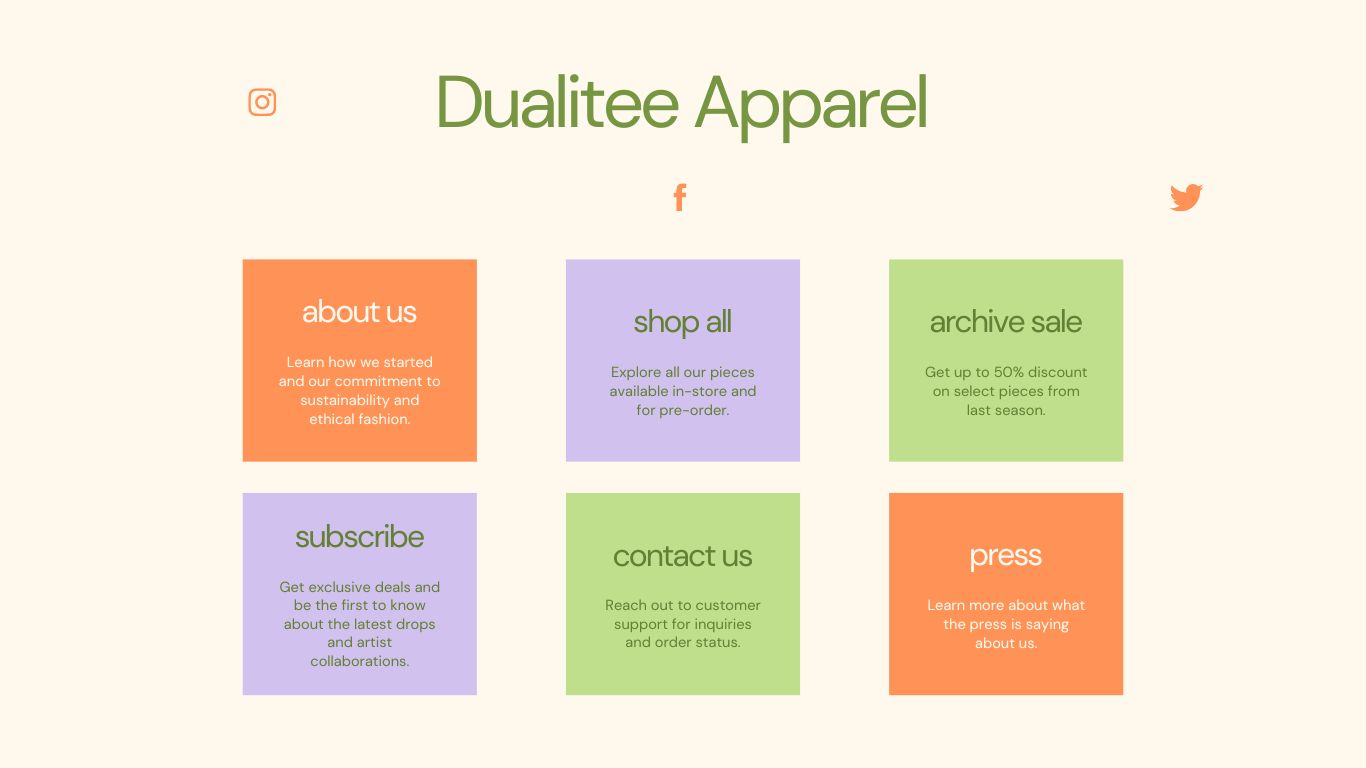 Dualitee Apparel
about us
Learn how we started
and our commitment to
sustainability and
ethical fashion.
shop all
Explore all our pieces
available in-store and
for pre-order.
archive sale
Get up to 50% discount
on select pieces from
last season.
subscribe
Get exclusive deals and
be the first to know
about the latest drops
and artist
collaborations.
contact us
Reach out to customer
support for inquiries
and order status.
press
Learn more about what
the press is saying
about us.